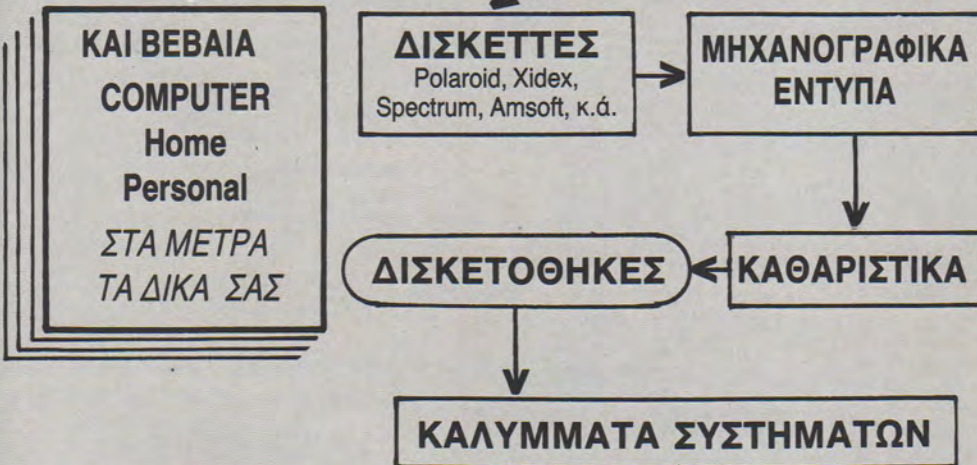 ΚΑΙ ΒΕΒΑΙΑ
COMPUTER
Home
Personal
ΣΤΑ ΜΕΤΡΑ
ΤΑ ΔΙΚΑ ΣΑΣ
ΔΙΣΚΕΤΤΕΣ
Polaroid, Xidex,
Spectrum, Amsoft, κ.ά.
ΜΗΧΑΝΟΓΡΑΦΙΚΑ
ΕΝΤΥΠΑ
ΔΙΣΚΕΤΟΘΗΚΕΣ
ΚΑΘΑΡΙΣΤΙΚΑ
ΚΑΛΥΜΜΑΤΑ ΣΥΣΤΗΜΑΤΩΝ